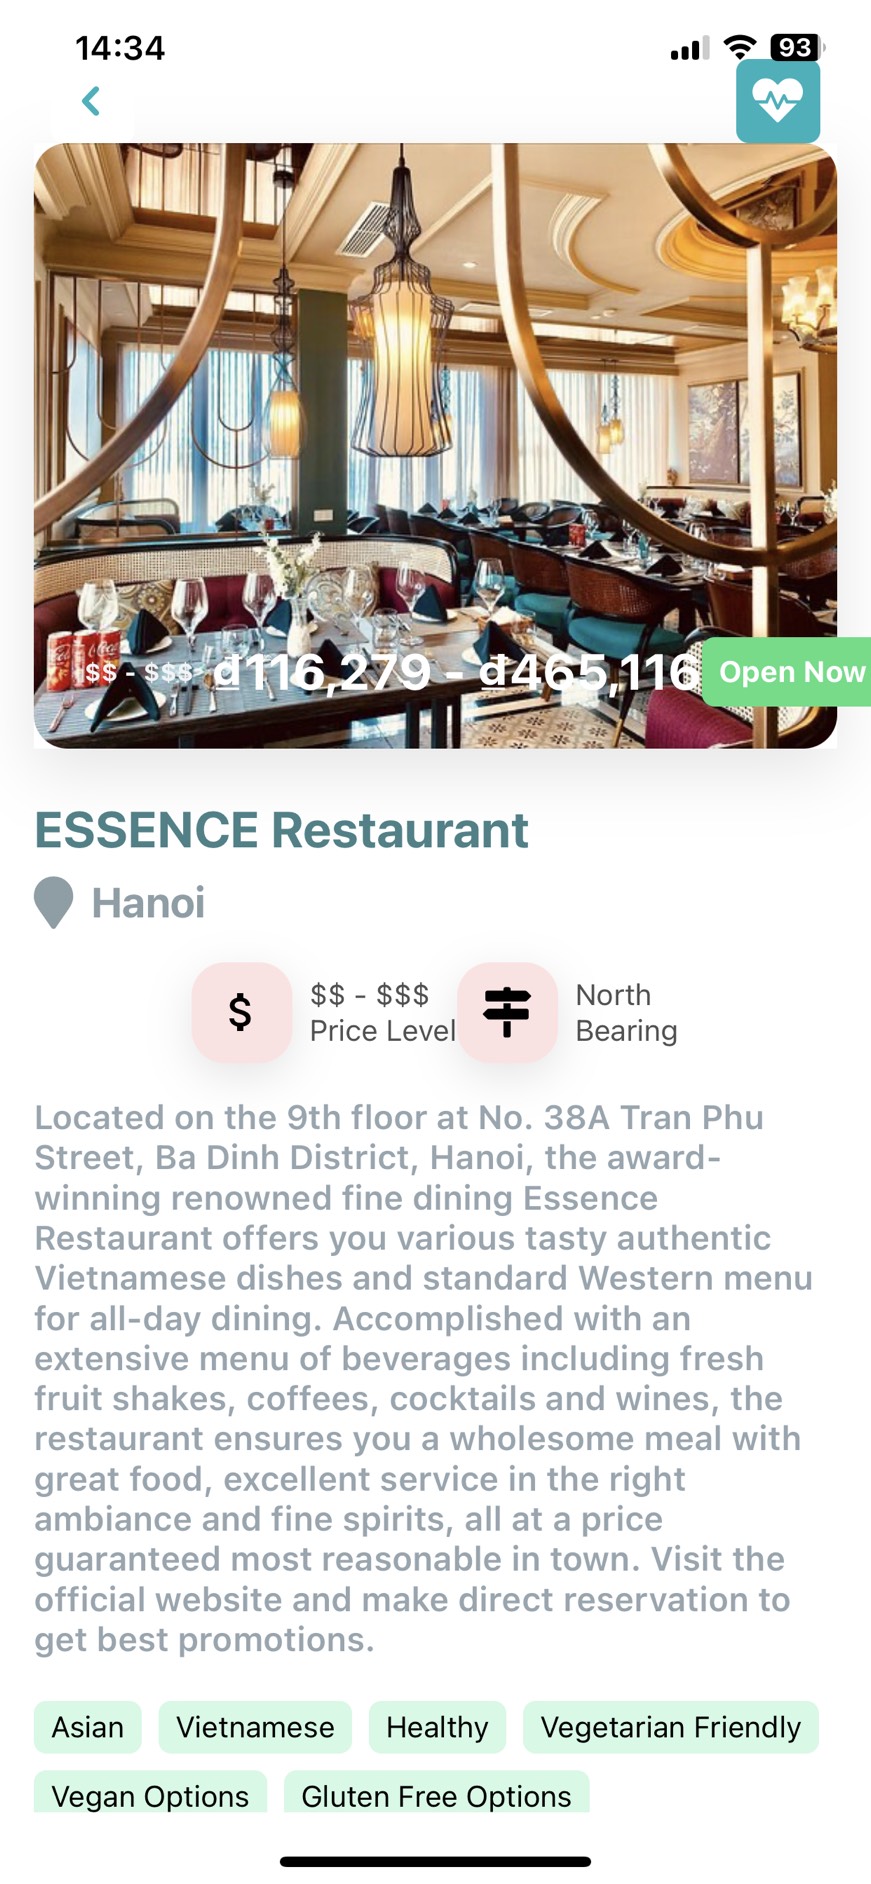 14:34
93
$$ - $$$ đ116,279 - đ465,116
Open Now
ESSENCE Restaurant
Hanoi
$
$$ - $$$
Price Level
North
Bearing
Located on the 9th floor at No. 38A Tran Phu
Street, Ba Dinh District, Hanoi, the award-
winning renowned fine dining Essence
Restaurant offers you various tasty authentic
Vietnamese dishes and standard Western menu
for all-day dining. Accomplished with an
extensive menu of beverages including fresh
fruit shakes, coffees, cocktails and wines, the
restaurant ensures you a wholesome meal with
great food, excellent service in the right
ambiance and fine spirits, all at a price
guaranteed most reasonable in town. Visit the
official website and make direct reservation to
get best promotions.
Asian
Vietnamese
Healthy
Vegetarian Friendly
Vegan Options
Gluten Free Options